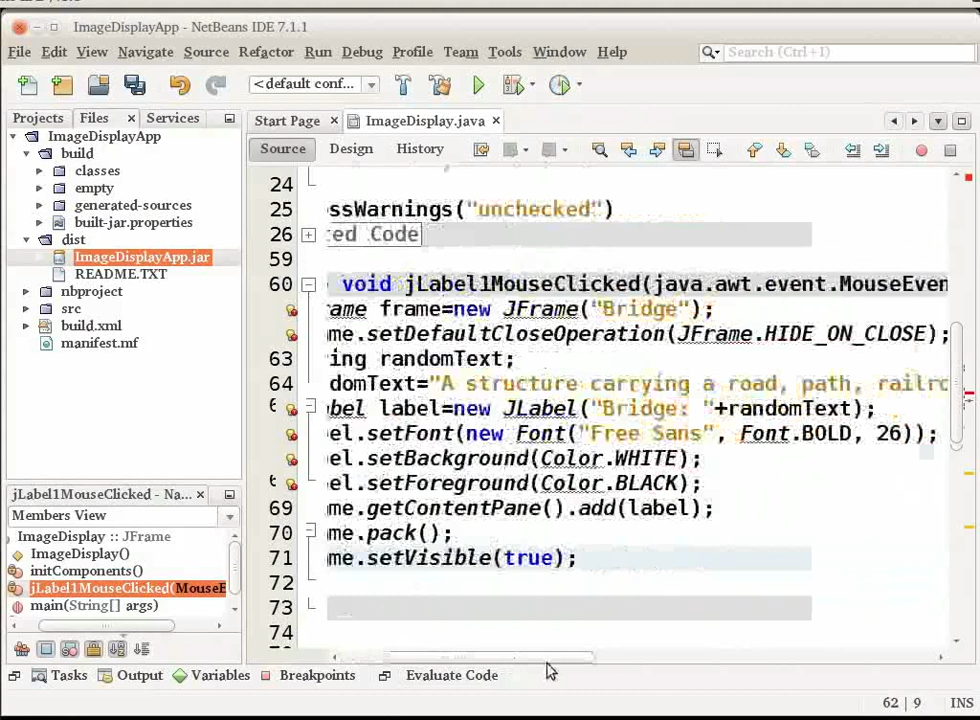 ImageDisplayApp - NetBeans IDE 7.1.1
File Edit View Navigate Source Refactor Run Debug Profile Team Tools Window Help
Search (Ctrl+I)
<default conf...
Projects Files × Services
Start Page × ImageDisplay.java ×
Source Design History
ImageDisplayApp
build
classes
empty
generated-sources
built-jar.properties
dist
ImageDisplayApp.jar
README.TXT
nbproject
src
build.xml
manifest.mf
24
25 ssWarnings("unchecked")
26 ed Code
59
60 void jLabel1MouseClicked(java.awt.event.MouseEven
ame frame=new JFrame("Bridge");
me.setDefaultCloseOperation(JFrame.HIDE_ON_CLOSE);
63 ing randomText;
64 domText="A structure carrying a road, path, railro
6 abel label=new JLabel("Bridge: "+randomText);
el.setFont(new Font("Free Sans", Font.BOLD, 26));
el.setBackground(Color.WHITE);
6 el.setForeground(Color.BLACK);
69 me.getContentPane().add(label);
70 me.pack();
71 me.setVisible(true);
72
73
74
jLabel1MouseClicked - Na... ×
Members View
ImageDisplay :: JFrame
ImageDisplay()
initComponents()
jLabel1MouseClicked(MouseE
main(String[] args)
Tasks Output Variables Breakpoints Evaluate Code
62 | 9 INS